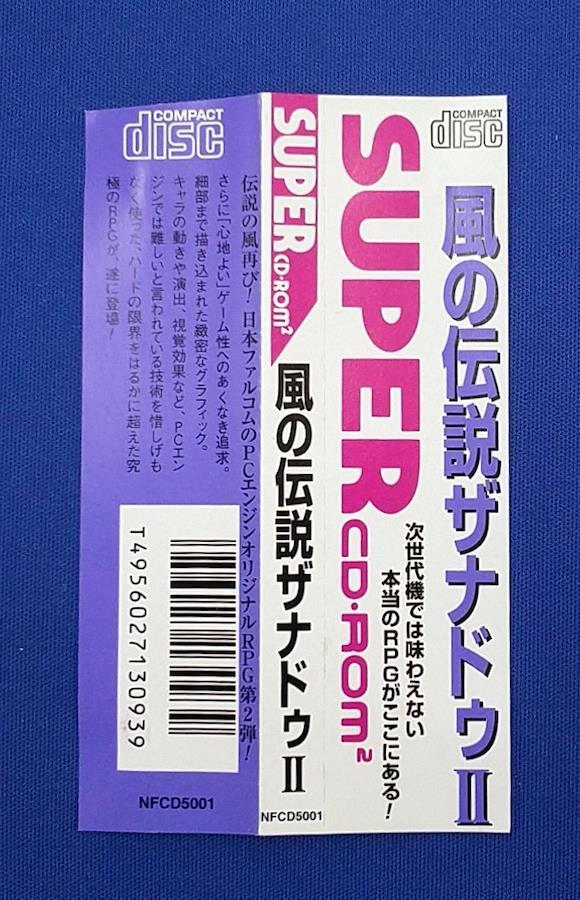 COMPACT
disc
風の伝説ザナドゥII
SUPER
CD・ROM²
次世代機では味わえない
本当のRPGがここにある!
SUPER
CD・ROM²
風の伝説ザナドゥII
NFCD5001
COMPACT
disc
伝説の風再び!日本ファルコムのPCエンジンオリジナルRPG第2弾!
さらに「心地よい」ゲーム性へのあくなき追求。
細部まで描き込まれた緻密なグラフィック。
キャラの動きや演出、視覚効果など、PCエン
ジンでは難しいと言われている技術を惜しげも
なく使った、ハードの限界をはるかに超えた究
極のRPGが、遂に登場!
T4956027130939
NFCD5001